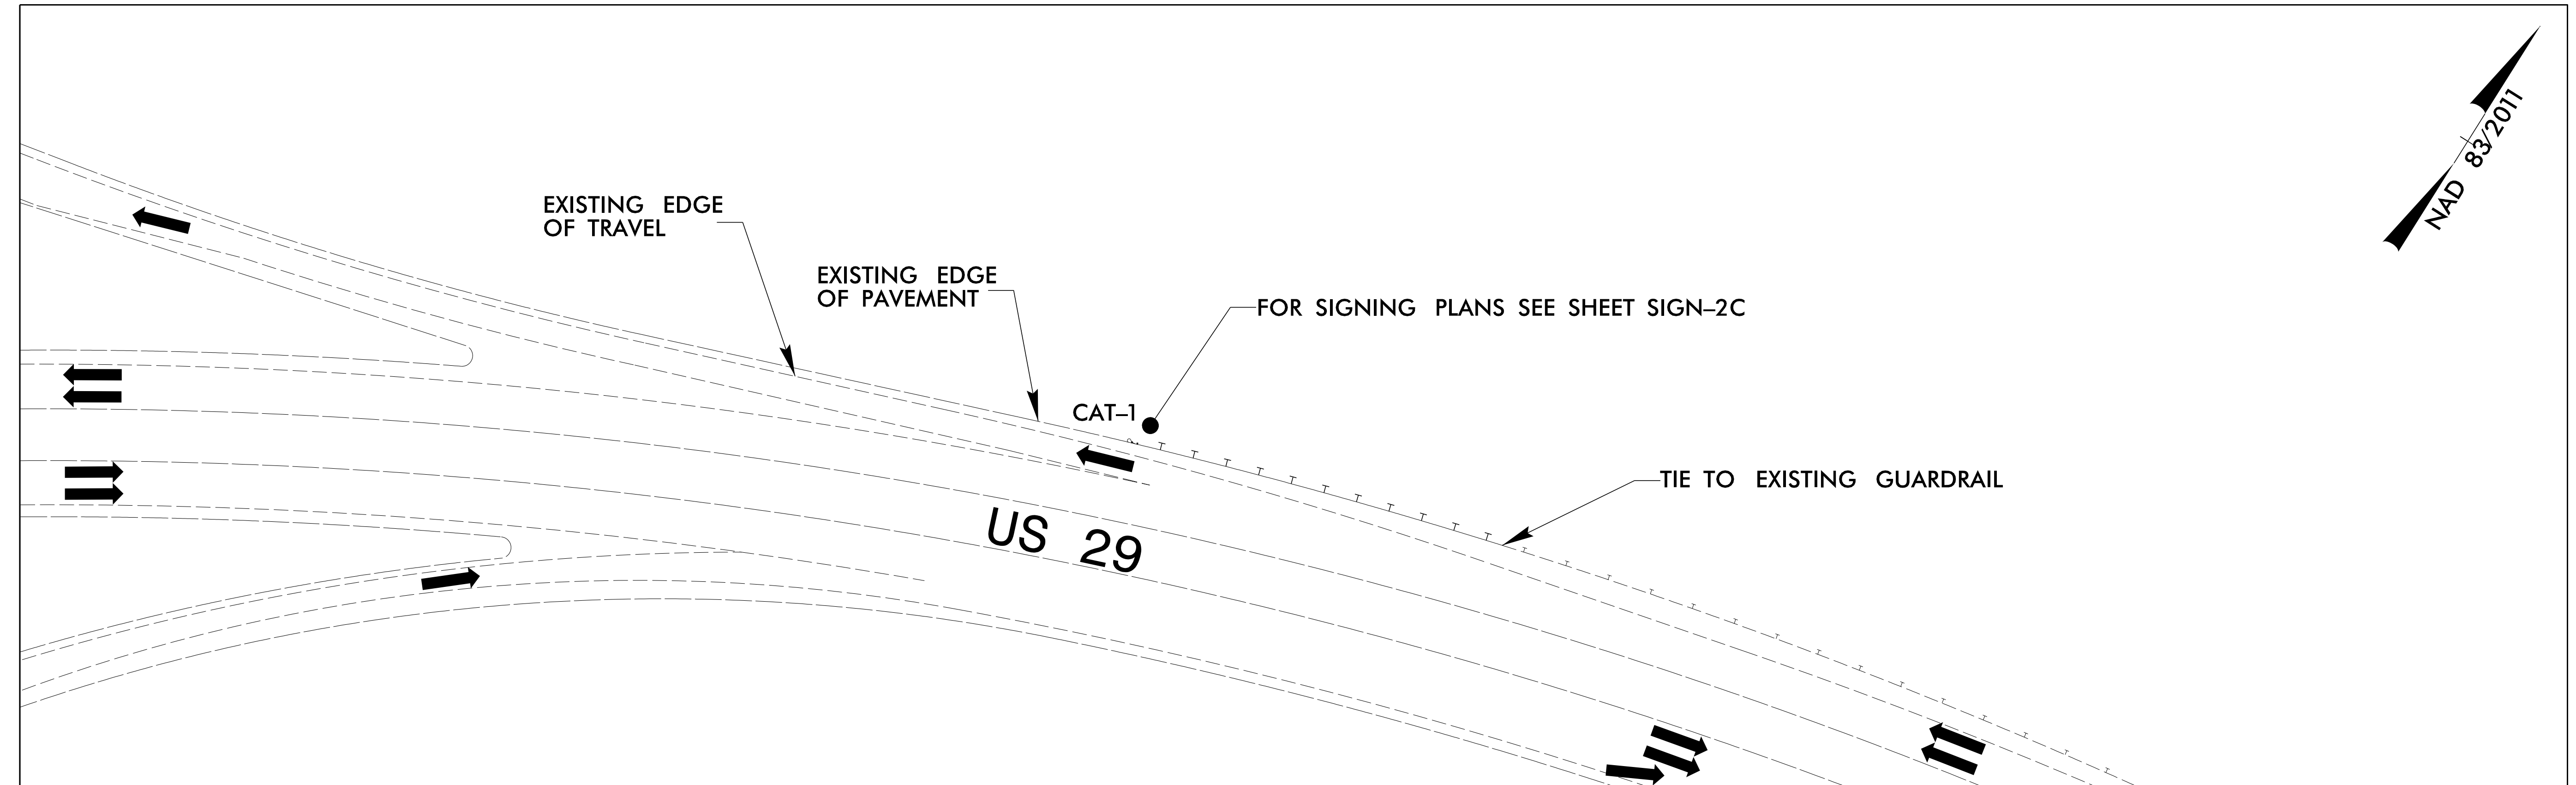 NAD 83/2011
EXISTING EDGE
OF TRAVEL
EXISTING EDGE
OF PAVEMENT
FOR SIGNING PLANS SEE SHEET SIGN–2C
CAT–1
TIE TO EXISTING GUARDRAIL
US 29